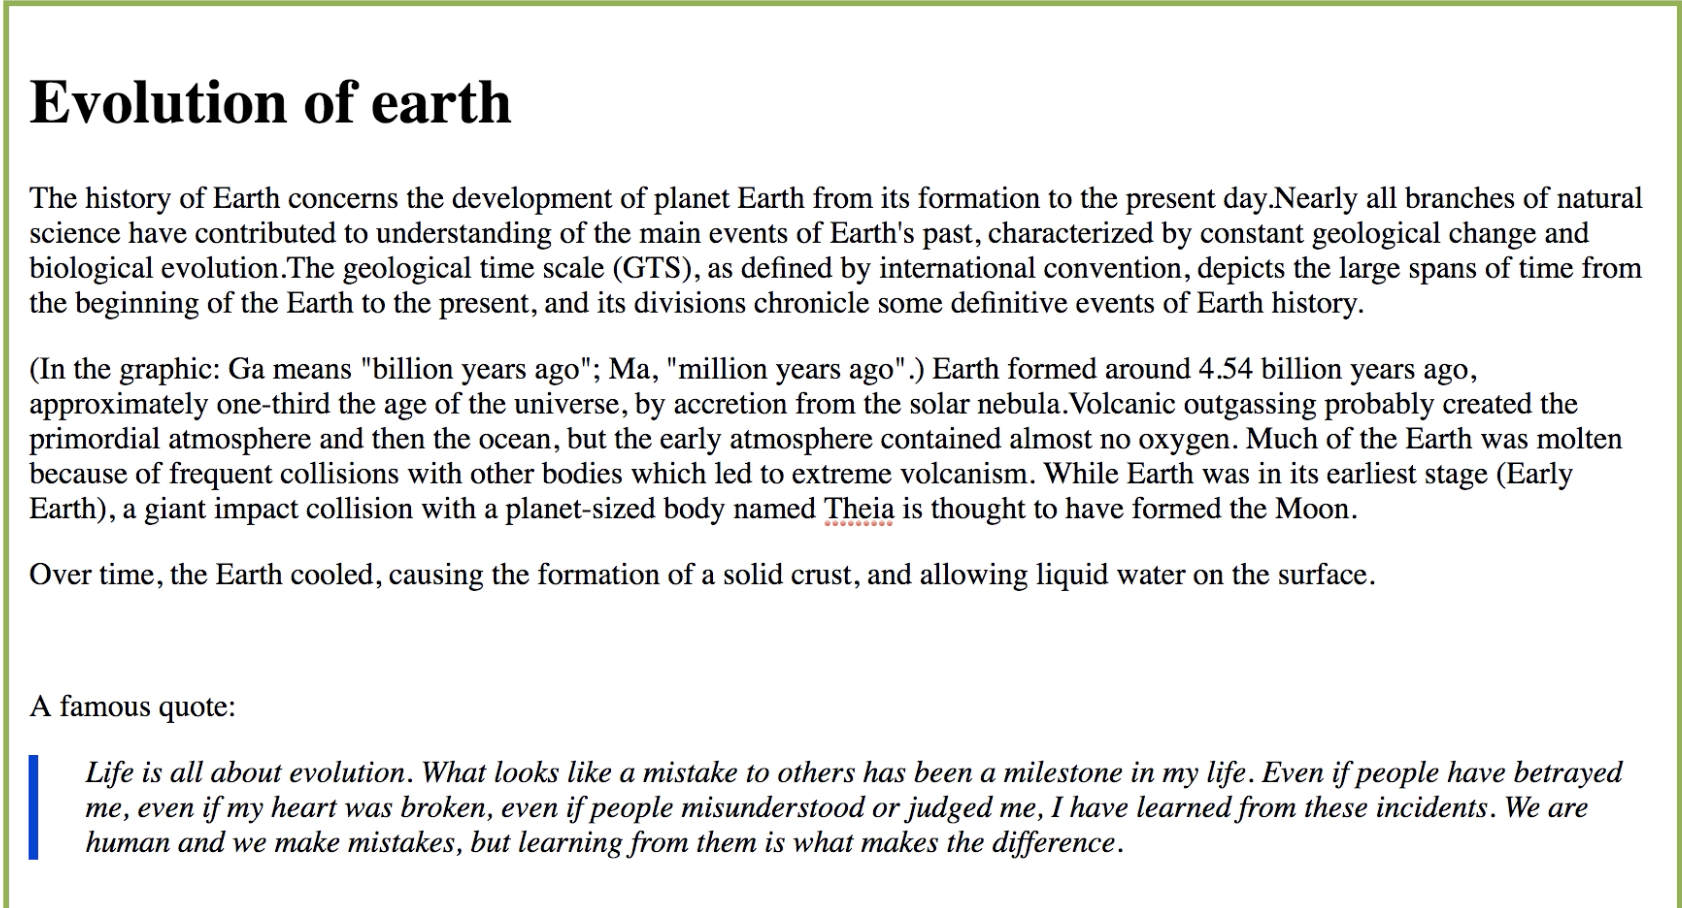 Evolution of earth
The history of Earth concerns the development of planet Earth from its formation to the present day.Nearly all branches of natural
science have contributed to understanding of the main events of Earth's past, characterized by constant geological change and
biological evolution.The geological time scale (GTS), as defined by international convention, depicts the large spans of time from
the beginning of the Earth to the present, and its divisions chronicle some definitive events of Earth history.
(In the graphic: Ga means "billion years ago"; Ma, "million years ago".) Earth formed around 4.54 billion years ago,
approximately one-third the age of the universe, by accretion from the solar nebula.Volcanic outgassing probably created the
primordial atmosphere and then the ocean, but the early atmosphere contained almost no oxygen. Much of the Earth was molten
because of frequent collisions with other bodies which led to extreme volcanism. While Earth was in its earliest stage (Early
Earth), a giant impact collision with a planet-sized body named Theia is thought to have formed the Moon.
Over time, the Earth cooled, causing the formation of a solid crust, and allowing liquid water on the surface.
A famous quote:
Life is all about evolution. What looks like a mistake to others has been a milestone in my life. Even if people have betrayed
me, even if my heart was broken, even if people misunderstood or judged me, I have learned from these incidents. We are
human and we make mistakes, but learning from them is what makes the difference.